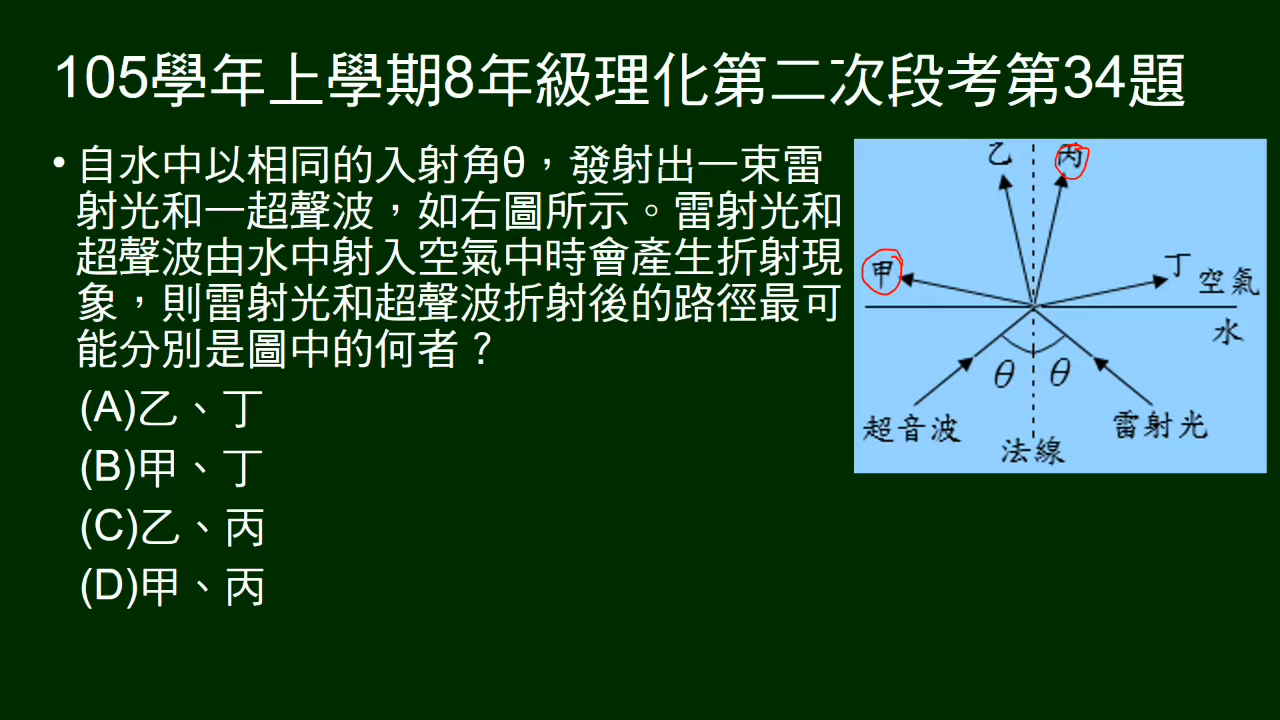 105學年上學期8年級理化第二次段考第34題
• 自水中以相同的入射角θ，發射出一束雷
射光和一超聲波，如右圖所示。雷射光和
超聲波由水中射入空氣中時會產生折射現
象，則雷射光和超聲波折射後的路徑最可
能分別是圖中的何者？
(A)乙、丁
(B)甲、丁
(C)乙、丙
(D)甲、丙
乙
丙
甲
丁
空氣
水
θ
θ
超音波
雷射光
法線